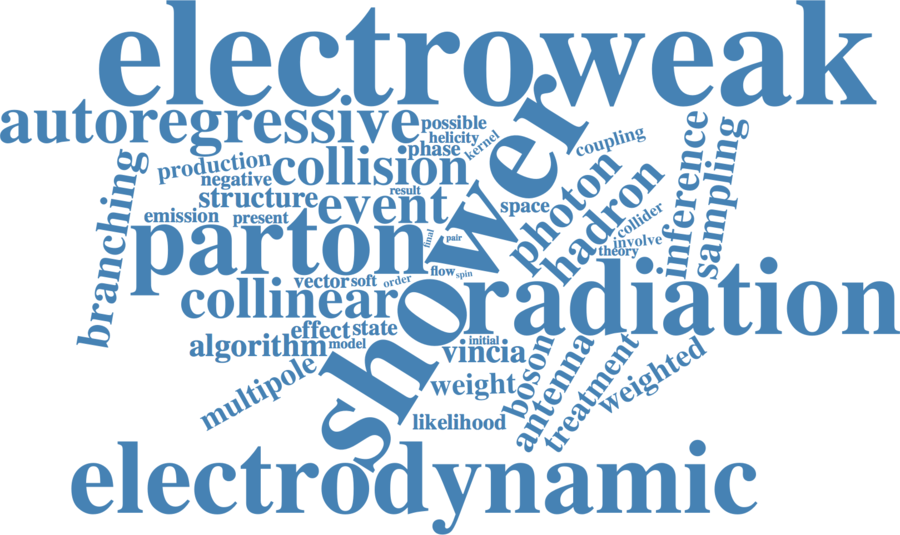 electroweak
autoregressive
possible
helicity
phase
kernel
coupling
production
collision
negative
result
structure
event
emission
present
space
shower
photon
hadron
inference
sampling
branching
collider
involve
theory
parton
final
pair
flow
spin
vector
soft
order
radiation
collinear
effect
state
algorithm
model
initial
vincia
boson
antenna
treatment
weighted
multipole
weight
likelihood
electrodynamic